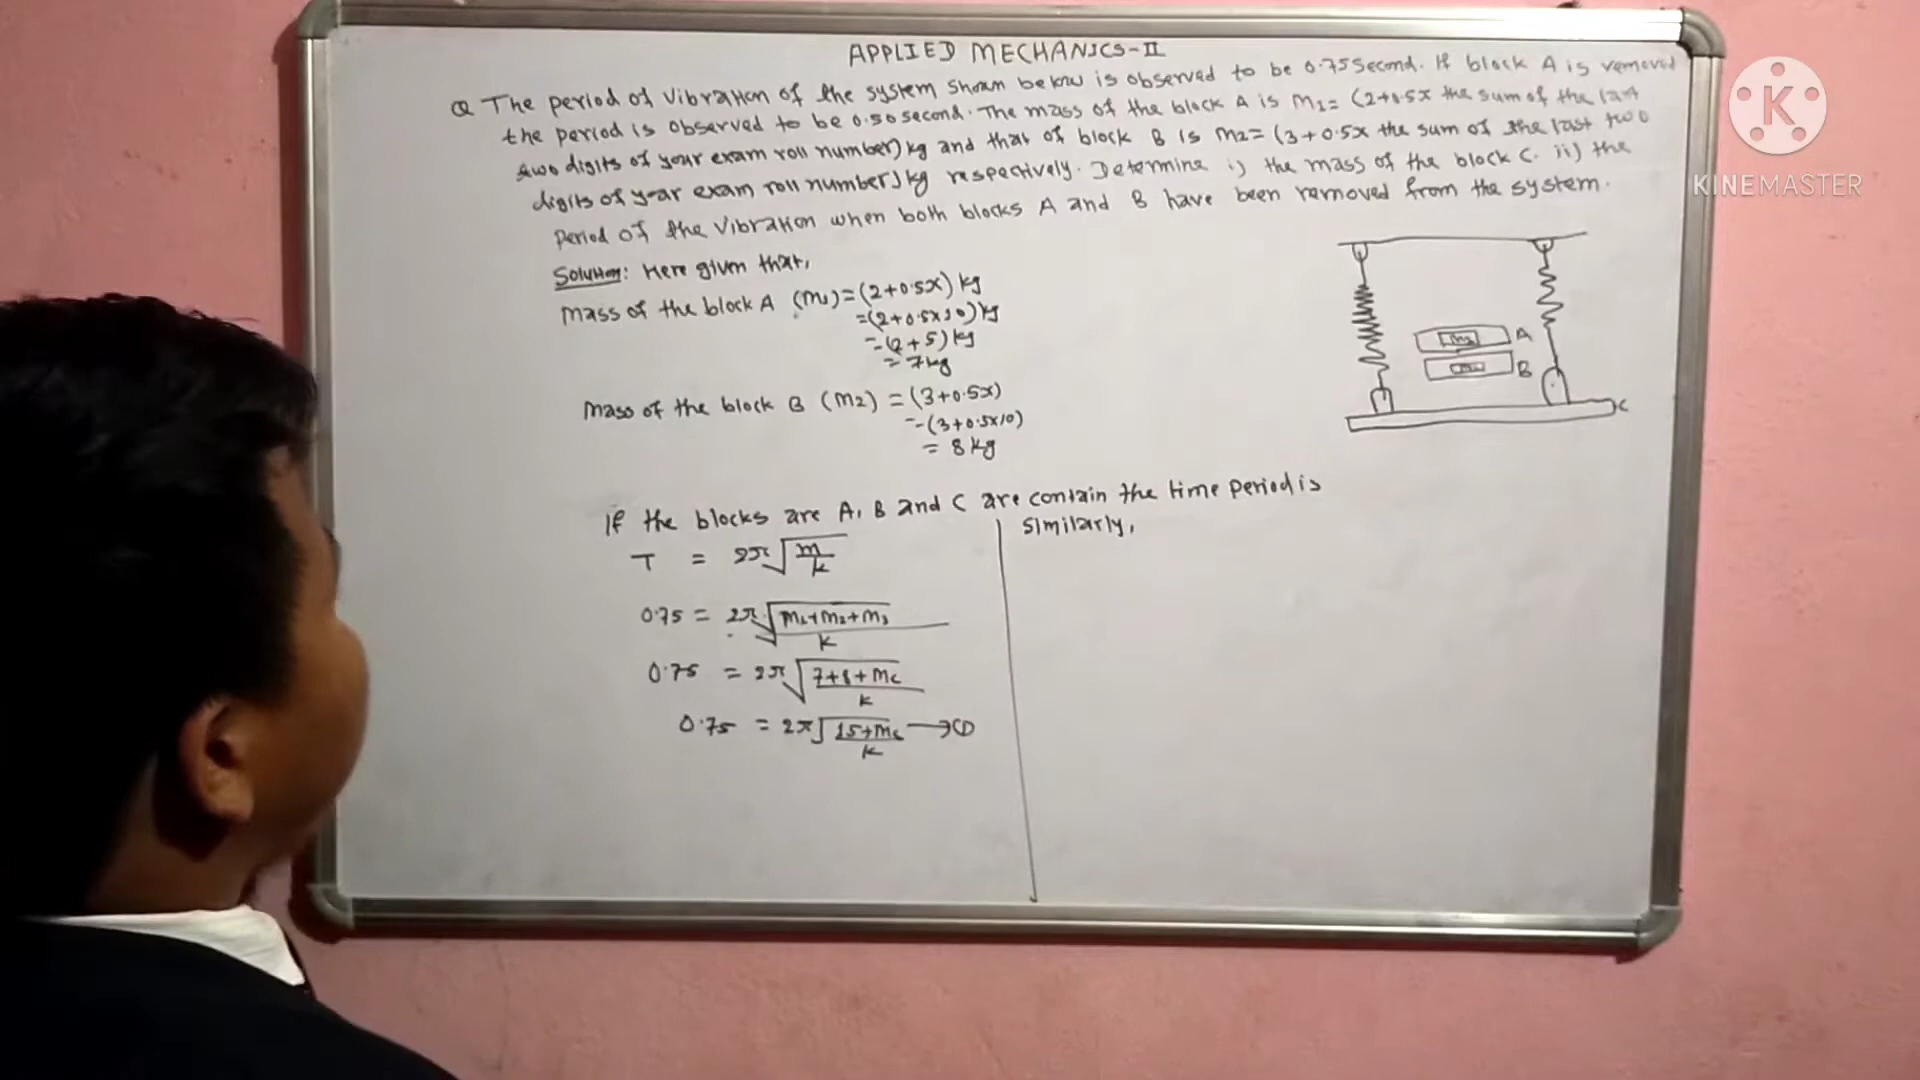 APPLIED MECHANICS-II
Q The period of vibration of the system shown below is observed to be 0.75 second. If block A is removed
the period is observed to be 0.50 second. The mass of the block A is M1= (2+0.5x the sum of the last
two digits of your exam roll number) kg and that of block B is M2= (3+0.5x the sum of the last two
digits of your exam roll number) kg respectively. Determine i) the mass of the block C. ii) the
period of the vibration when both blocks A and B have been removed from the system.
Solution: Here given that,
Mass of the block A (M1) = (2+0.5x) kg
= (2+0.5x10) kg
= (2+5) kg
= 7kg
Mass of the block B (M2) = (3+0.5x)
= (3+0.5x10)
= 8 kg
A
B
C
If the blocks are A, B and C are contain the time period is
T = 2π√m/k
0.75 = 2π√M1+M2+M3/k
0.75 = 2π√7+8+Mc/k
0.75 = 2π√15+Mc/k →①
Similarly,
K
KINEMASTER